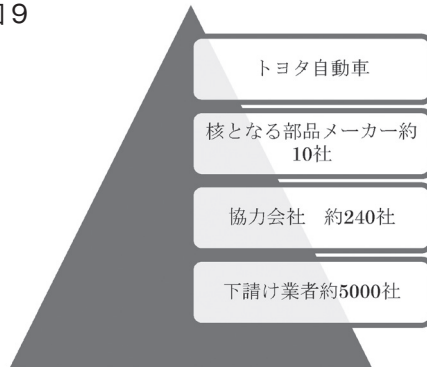 図9
トヨタ自動車
核となる部品メーカー約
10社
協力会社　約240社
下請け業者約5000社